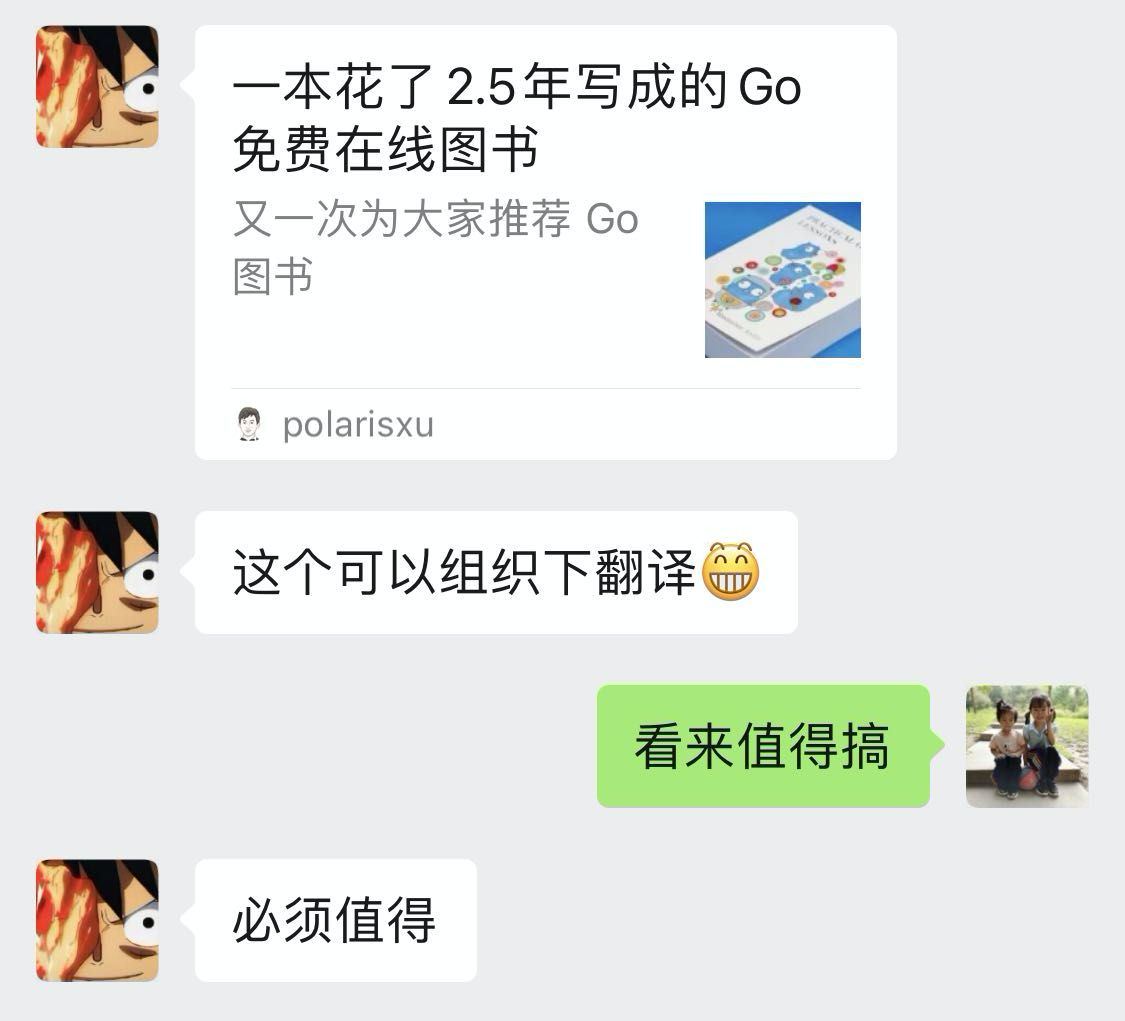 一本花了2.5年写成的Go
免费在线图书
又一次为大家推荐 Go
图书
PRACTICAL G
LESSONS
polarisxu
这个可以组织下翻译😁
看来值得搞
必须值得